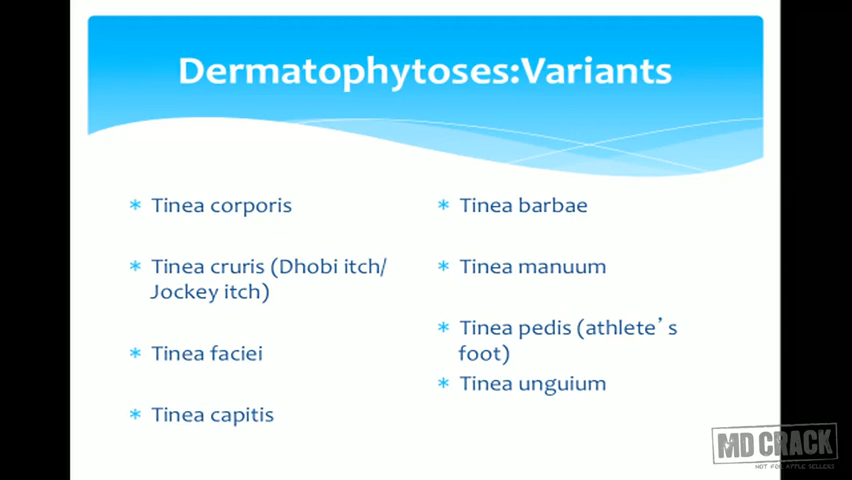 Dermatophytoses:Variants
* Tinea corporis
* Tinea cruris (Dhobi itch/
Jockey itch)
* Tinea faciei
* Tinea capitis
* Tinea barbae
* Tinea manuum
* Tinea pedis (athlete's
foot)
* Tinea unguium
MD CRACK
NOT FOR APPLE SELLERS